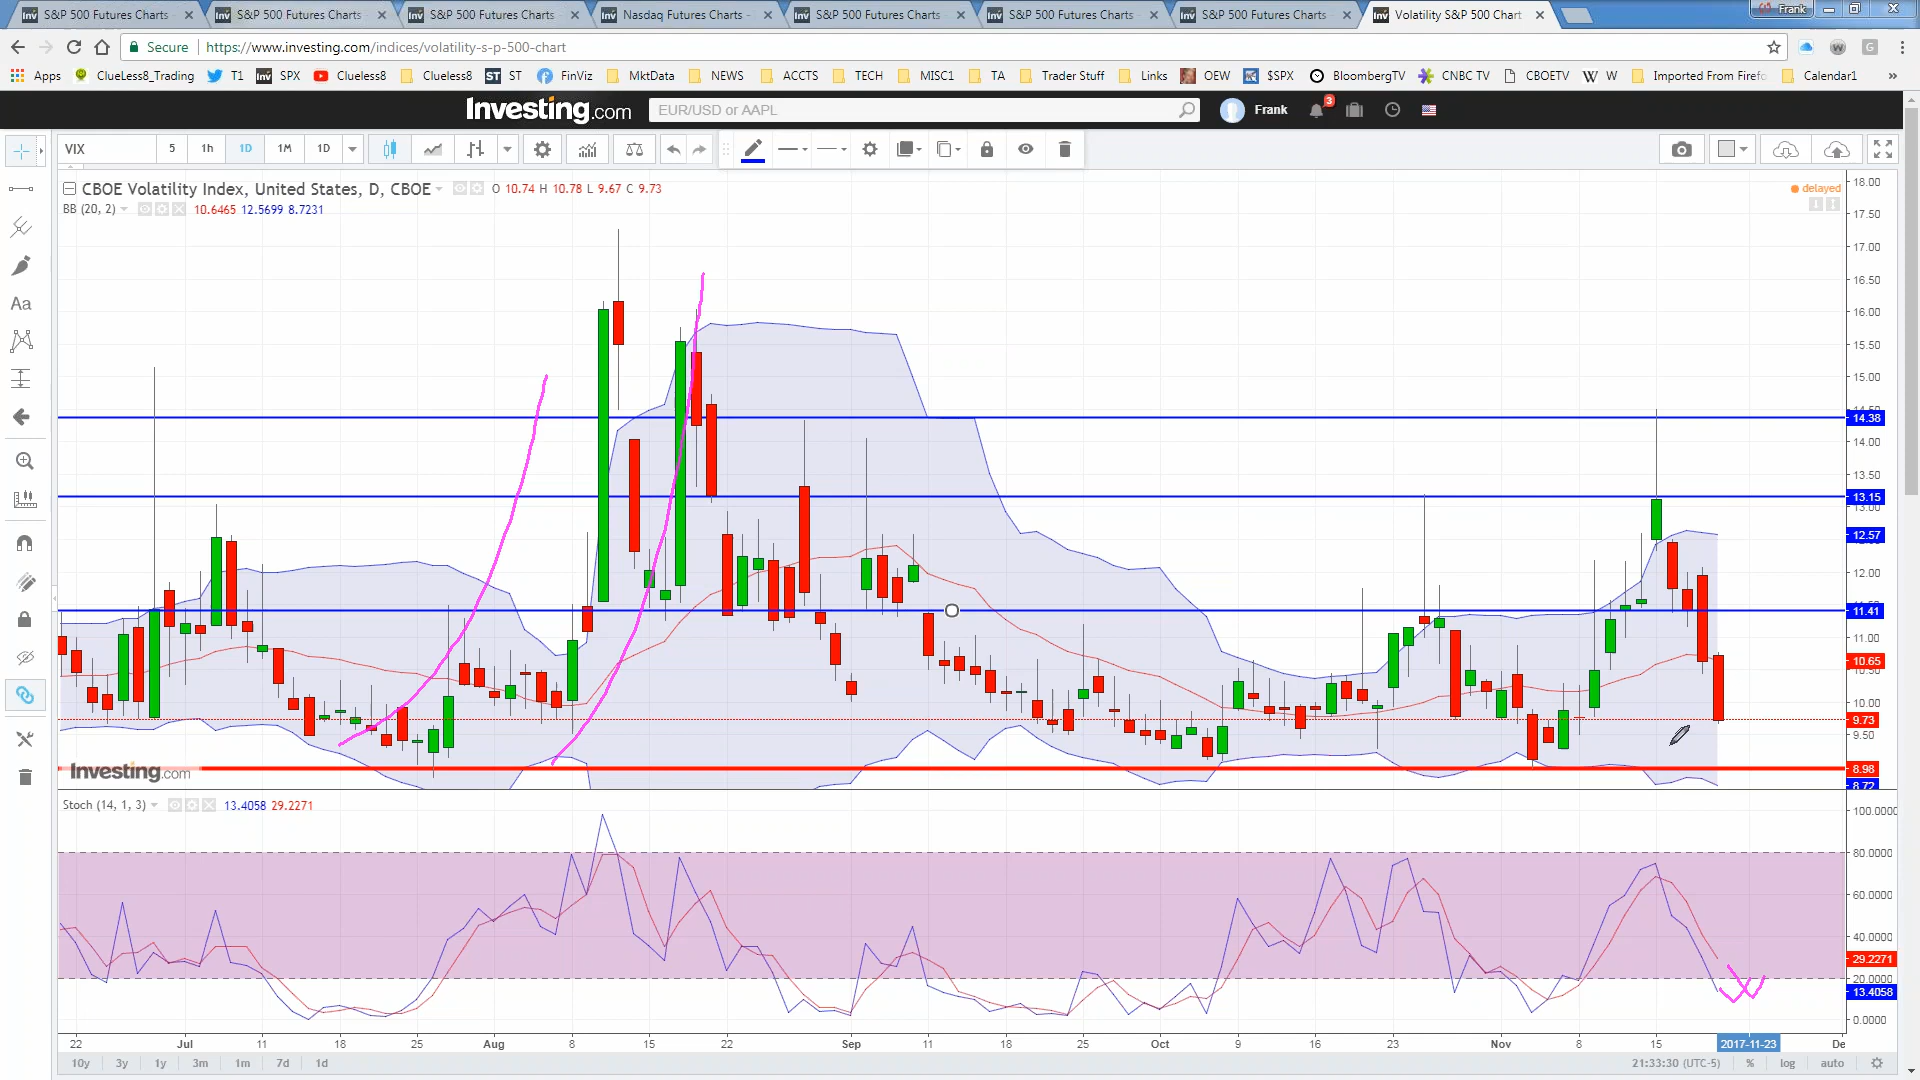 S&P 500 Futures Charts - S&P 500 Futures Charts - S&P 500 Futures Charts - Nasdaq Futures Charts - S&P 500 Futures Charts S&P 500 Futures Charts - S&P 500 Futures Charts - Volatility S&P 500 Chart Frank
Secure https://www.investing.com/indices/volatility-s-p-500-chart
Apps ClueLess8_Trading T1 SPX Clueless8 Clueless8 ST ST FinViz MktData NEWS ACCTS TECH MISC1 TA Trader Stuff Links OEW $SPX BloombergTV CNBC TV CBOETV W W Imported From Firefo Calendar1 »
Investing.com EUR/USD or AAPL Frank 3
VIX 5 1h 1D 1M 1D
CBOE Volatility Index, United States, D, CBOE O 10.74 H 10.78 L 9.67 C 9.73
delayed
BB (20, 2) 10.6465 12.5699 8.7231
Aa
18.00
17.50
17.00
16.50
16.00
15.50
15.00
14.38
14.00
13.50
13.15
13.00
12.57
12.00
11.41
11.00
10.65
10.00
9.73
9.50
8.98
8.72
Investing.com
Stoch (14, 1, 3) 13.4058 29.2271
100.0000
80.0000
60.0000
40.0000
29.2271
20.0000
13.4058
0.0000
22 Jul 11 18 25 Aug 8 15 22 Sep 11 18 25 Oct 9 16 23 Nov 8 15 2017-11-23 De
10y 3y 1y 3m 1m 7d 1d 21:33:30 (UTC-5) % log auto